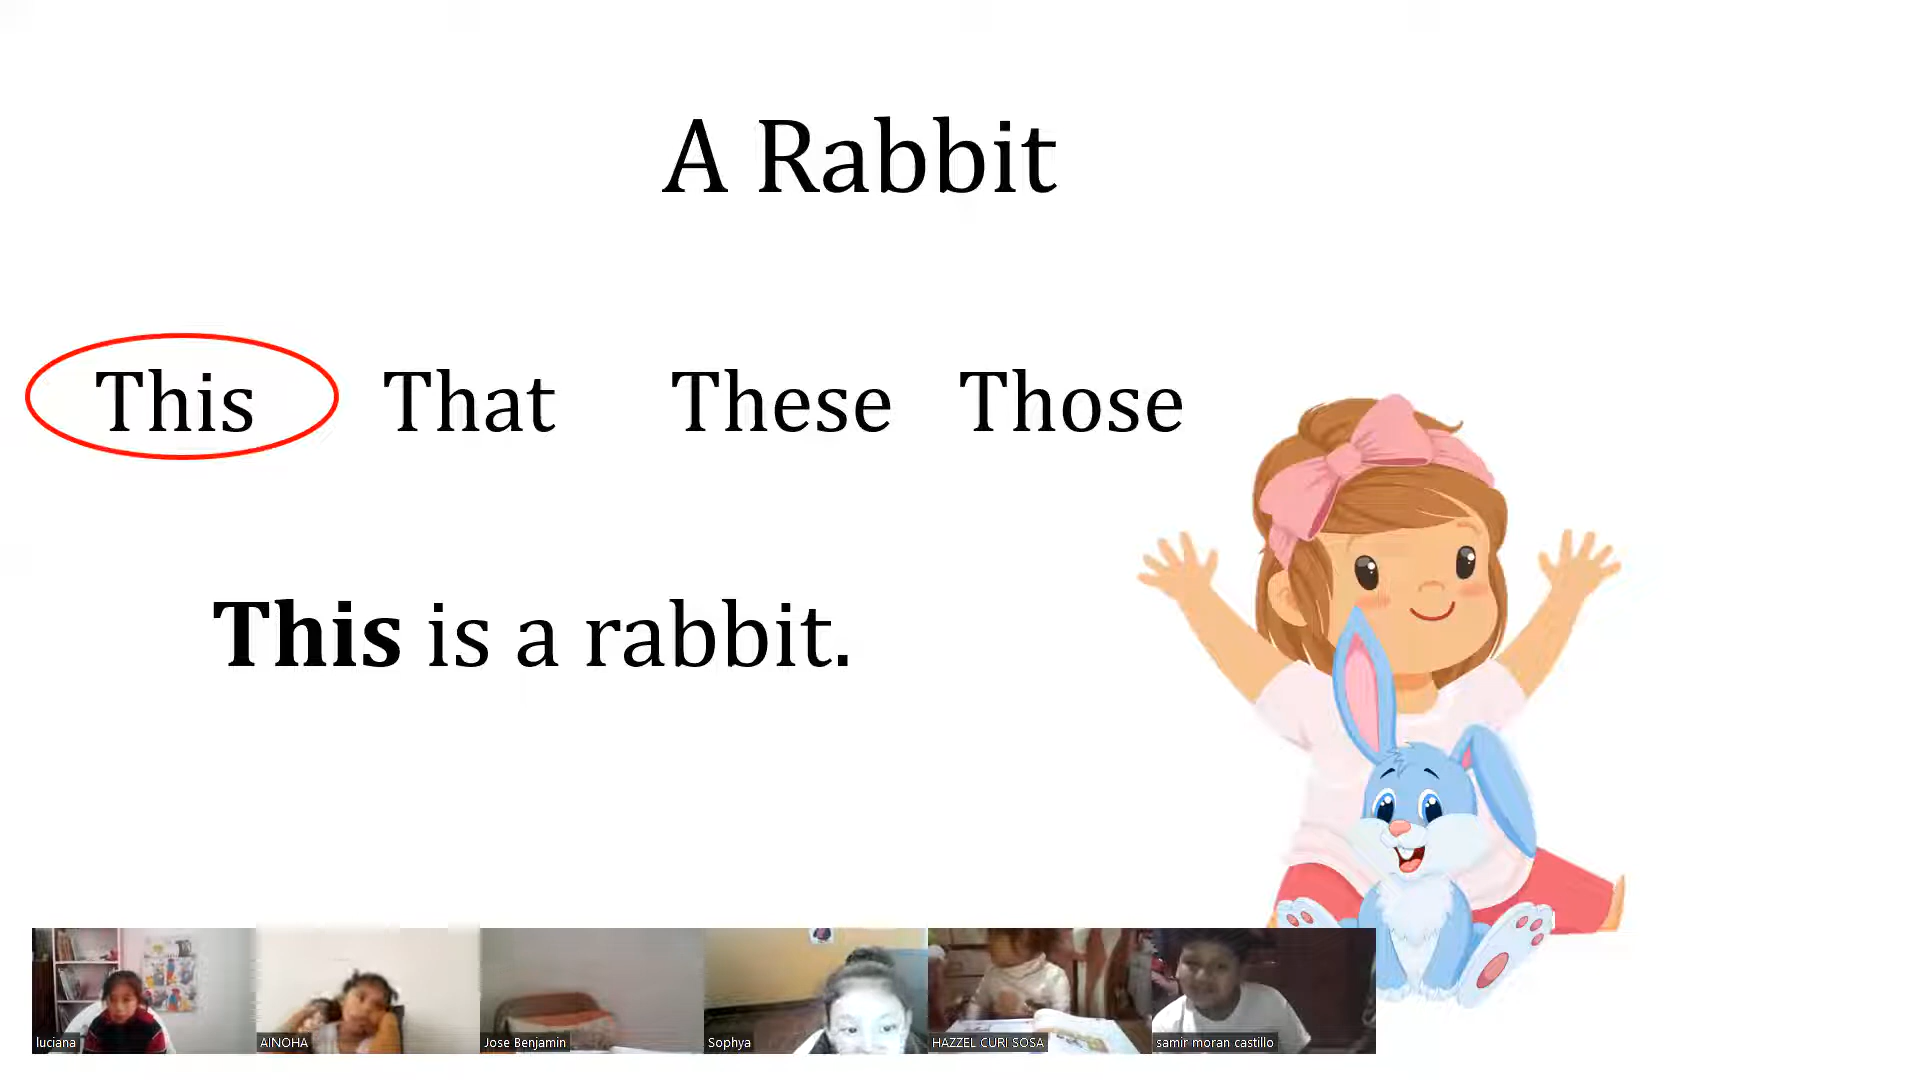 A Rabbit
This That These Those
This is a rabbit.
luciana AINOHA Jose Benjamin Sophya HAZZEL CURI SOSA samir moran castillo